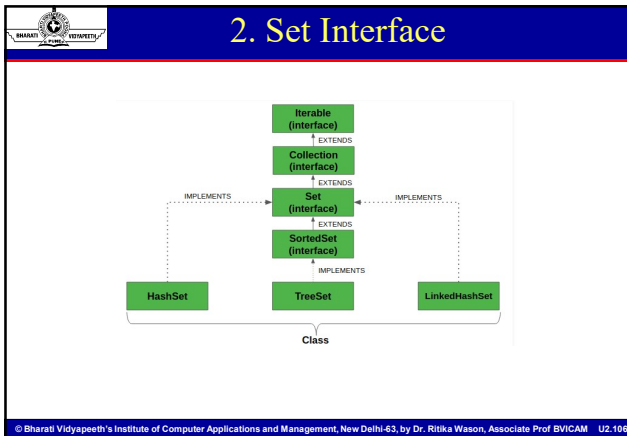 BHARATI
VIDYAPEETH
PUNE
2. Set Interface
Iterable
(interface)
EXTENDS
Collection
(interface)
EXTENDS
IMPLEMENTS
Set
(interface)
IMPLEMENTS
EXTENDS
SortedSet
(interface)
IMPLEMENTS
HashSet
TreeSet
LinkedHashSet
Class
© Bharati Vidyapeeth's Institute of Computer Applications and Management, New Delhi-63, by Dr. Ritika Wason, Associate Prof BVICAM U2.106